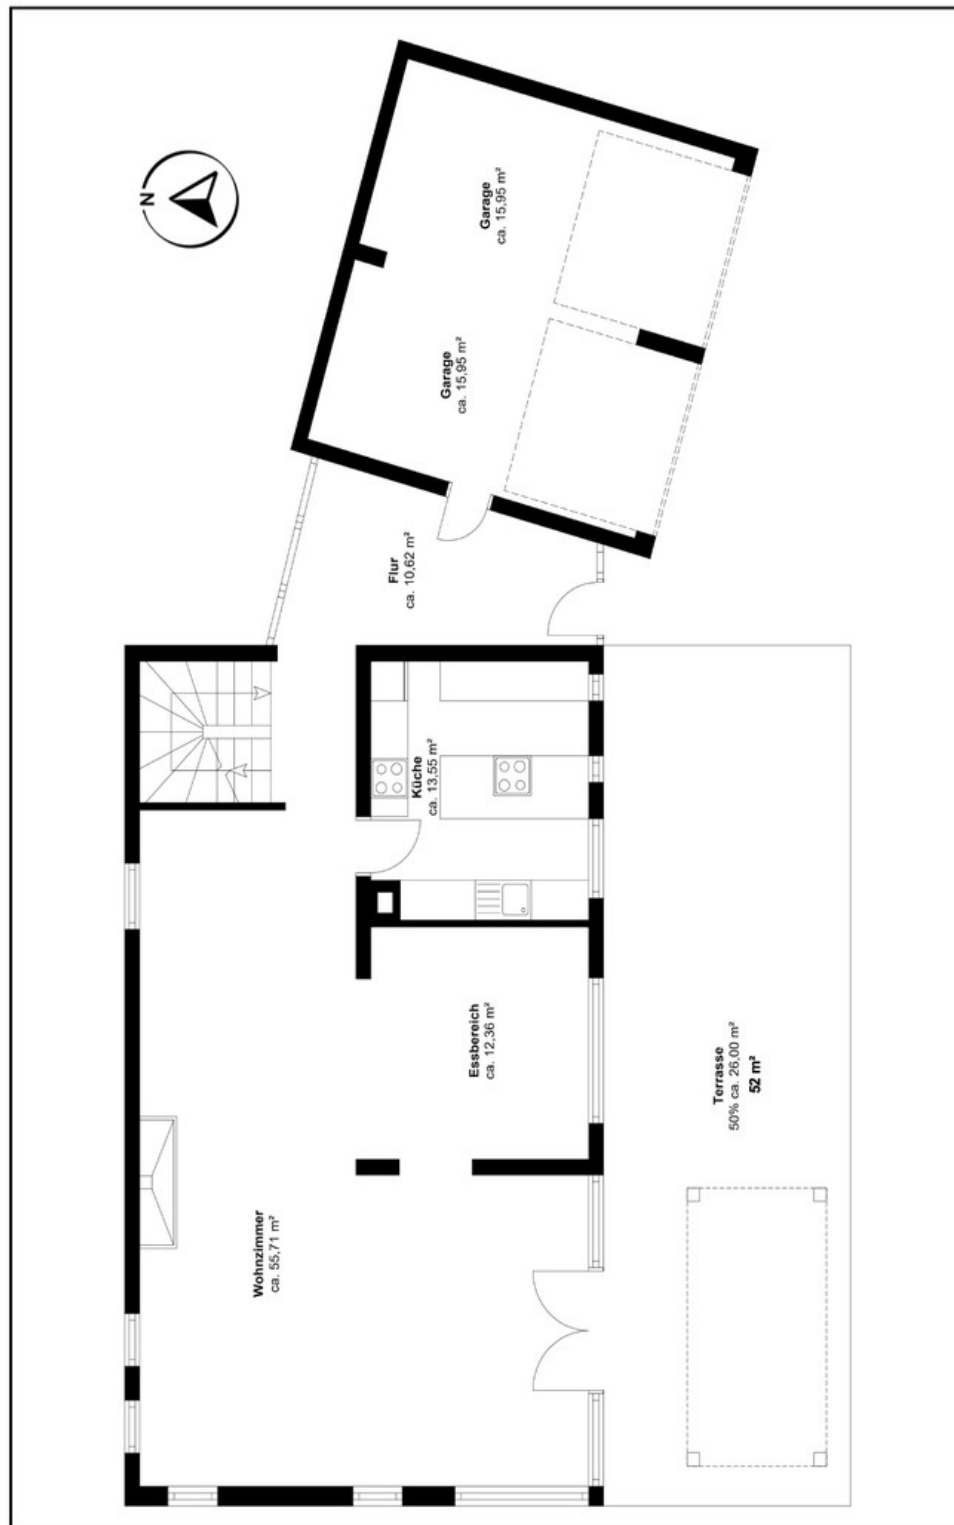 N
Garage
ca. 15,95 m²
Garage
ca. 15,95 m²
Flur
ca. 10,62 m²
Küche
ca. 13,55 m²
Essbereich
ca. 12,36 m²
Terrasse
50% ca. 26,00 m²
52 m²
Wohnzimmer
ca. 55,71 m²